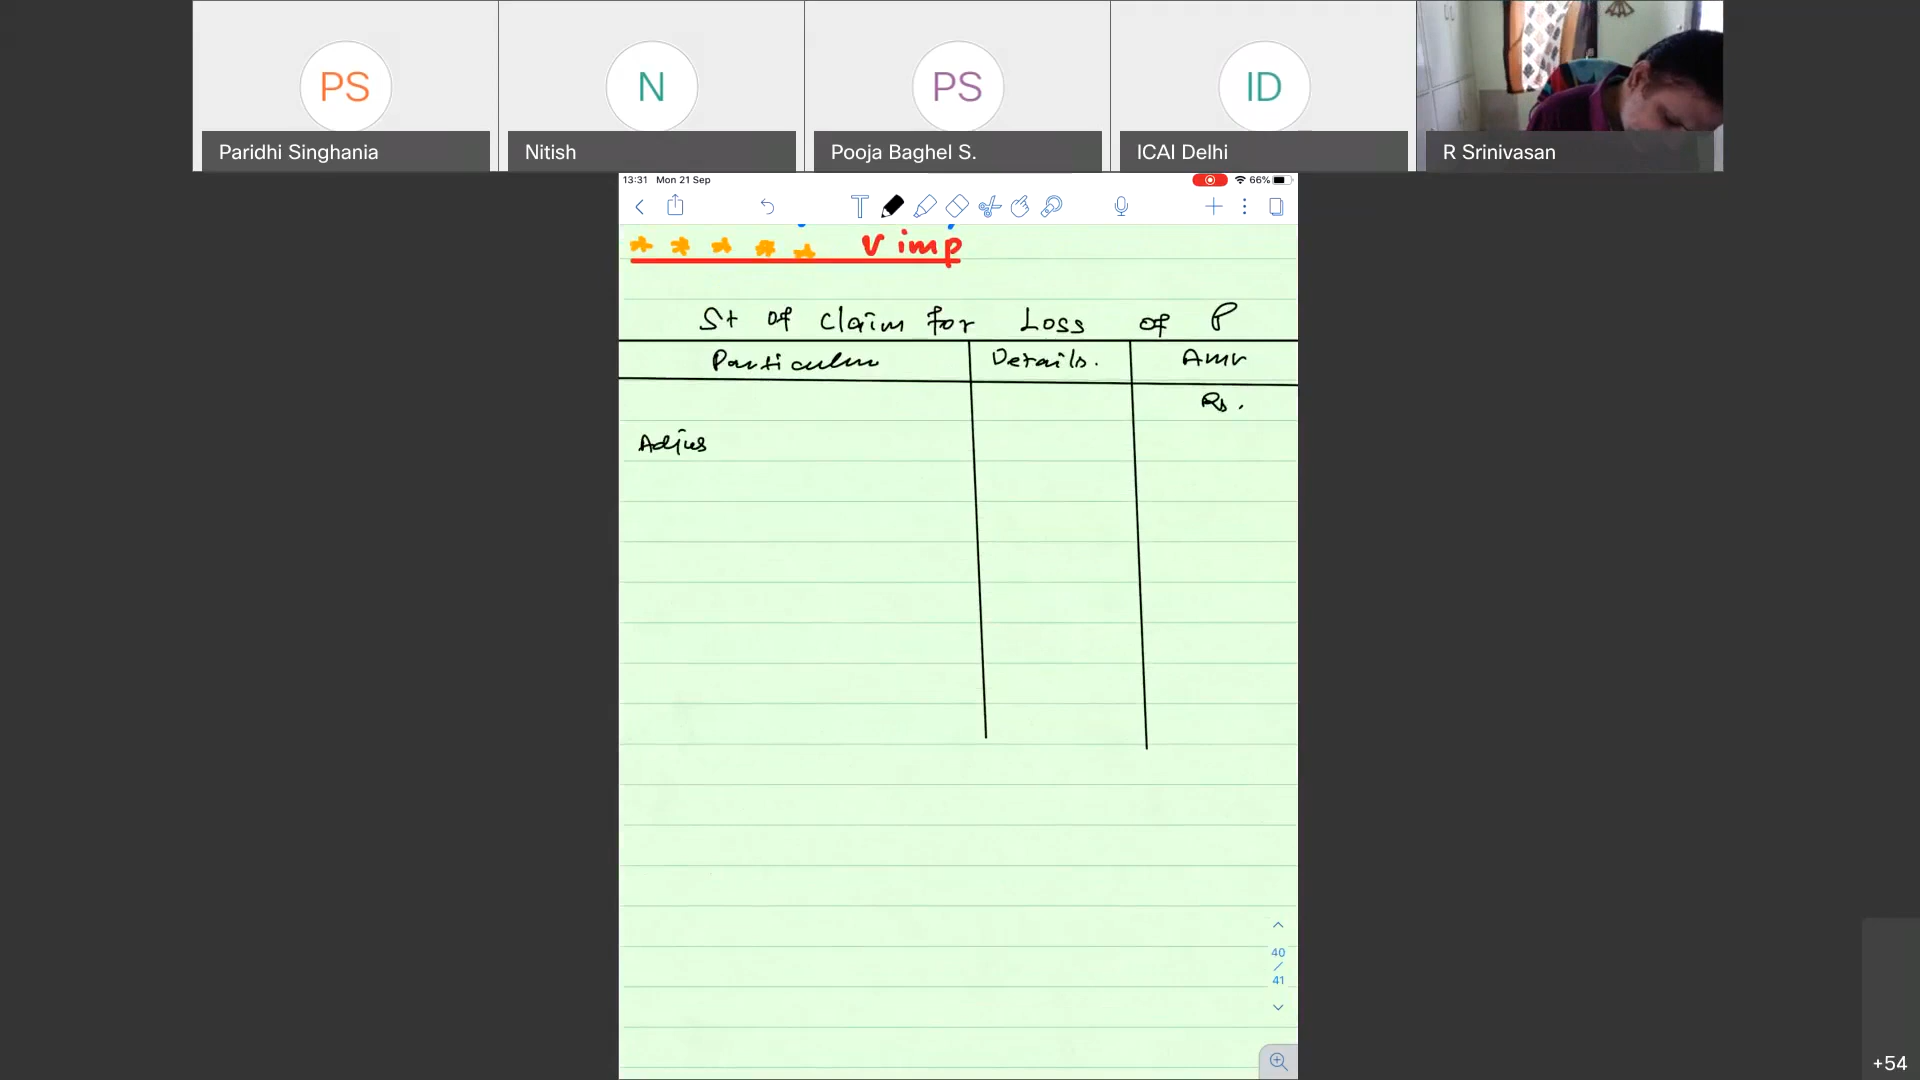 PS
N
PS
ID
Paridhi Singhania
Nitish
Pooja Baghel S.
ICAI Delhi
R Srinivasan
13:31 Mon 21 Sep
66%
T
V imp
St of claim for Loss of P
Particulars
Details.
Amt
Rs.
Adjus
40
/
41
+54